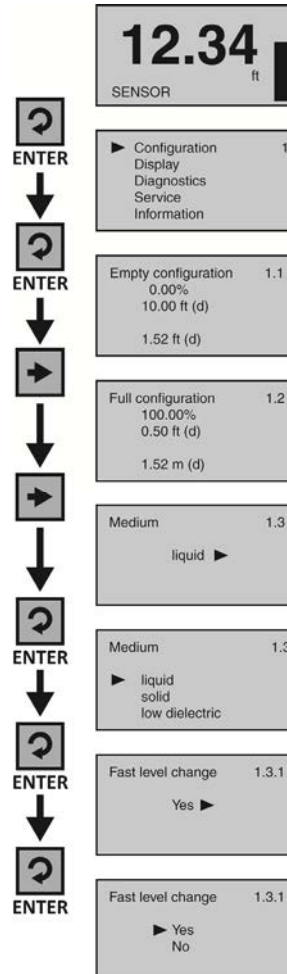 12.34
ft
SENSOR
ENTER
Configuration 1
Display
Diagnostics
Service
Information
ENTER
Empty configuration 1.1
0.00%
10.00 ft (d)
1.52 ft (d)
Full configuration 1.2
100.00%
0.50 ft (d)
1.52 m (d)
Medium 1.3
liquid
ENTER
Medium 1.3
liquid
solid
low dielectric
ENTER
Fast level change 1.3.1
Yes
ENTER
Fast level change 1.3.1
Yes
No